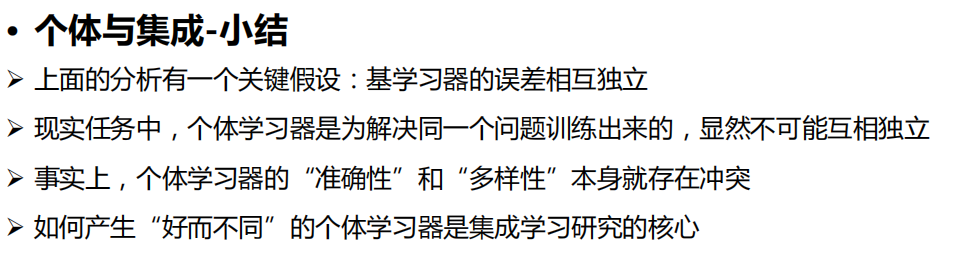 • 个体与集成-小结
➢ 上面的分析有一个关键假设：基学习器的误差相互独立
➢ 现实任务中，个体学习器是为解决同一个问题训练出来的，显然不可能互相独立
➢ 事实上，个体学习器的“准确性”和“多样性”本身就存在冲突
➢ 如何产生“好而不同”的个体学习器是集成学习研究的核心